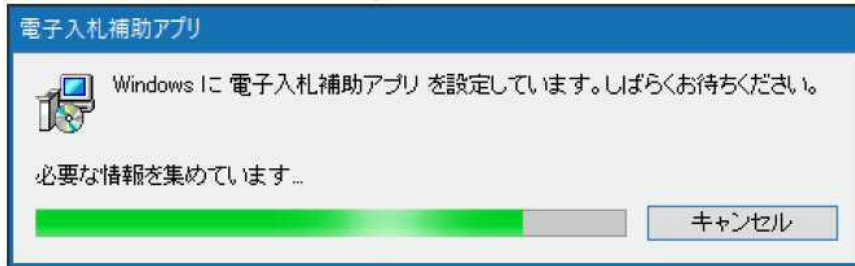 電子入札補助アプリ
Windows に 電子入札補助アプリ を設定しています。しばらくお待ちください。
必要な情報を集めています...
キャンセル